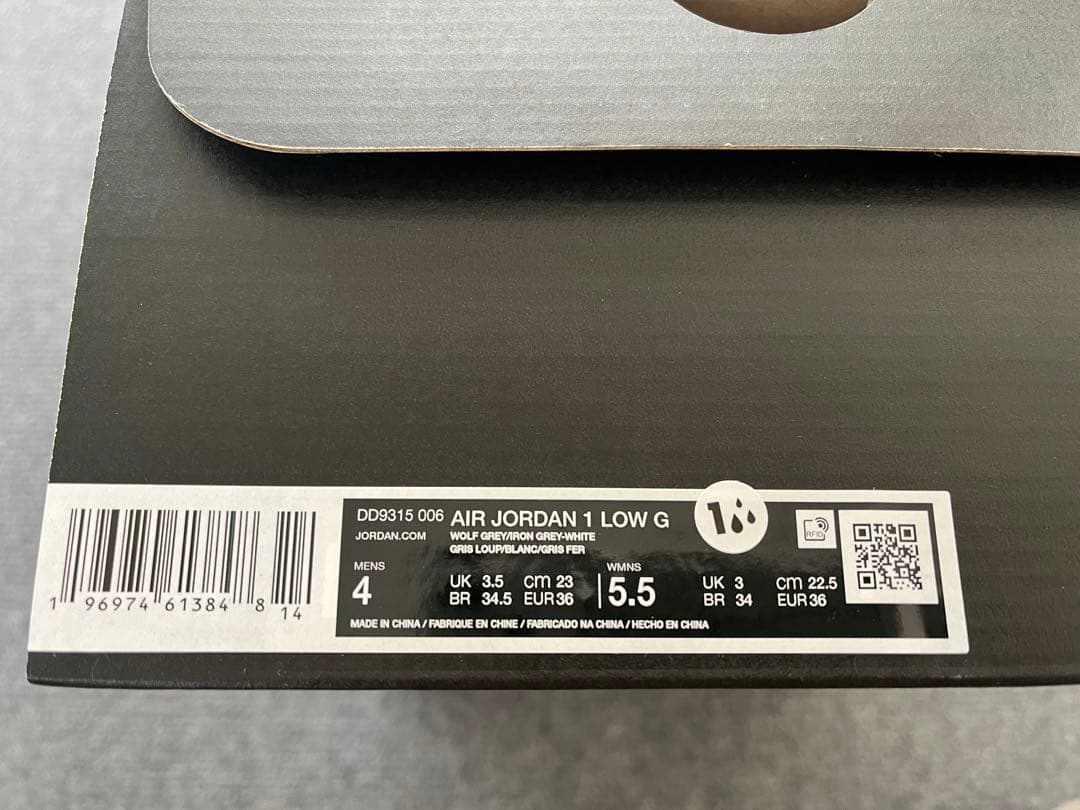 DD9315 006 AIR JORDAN 1 LOW G
JORDAN.COM
WOLF GREY/IRON GREY-WHITE
GRIS LOUP/BLANC/GRIS FER
MENS
4
UK 3.5 cm 23
BR 34.5 EUR 36
WMNS
5.5
UK 3 cm 22.5
BR 34 EUR 36
MADE IN CHINA / FABRIQUE EN CHINE / FABRICADO NA CHINA / HECHO EN CHINA
1
RFID
1 96974 61384 8 14